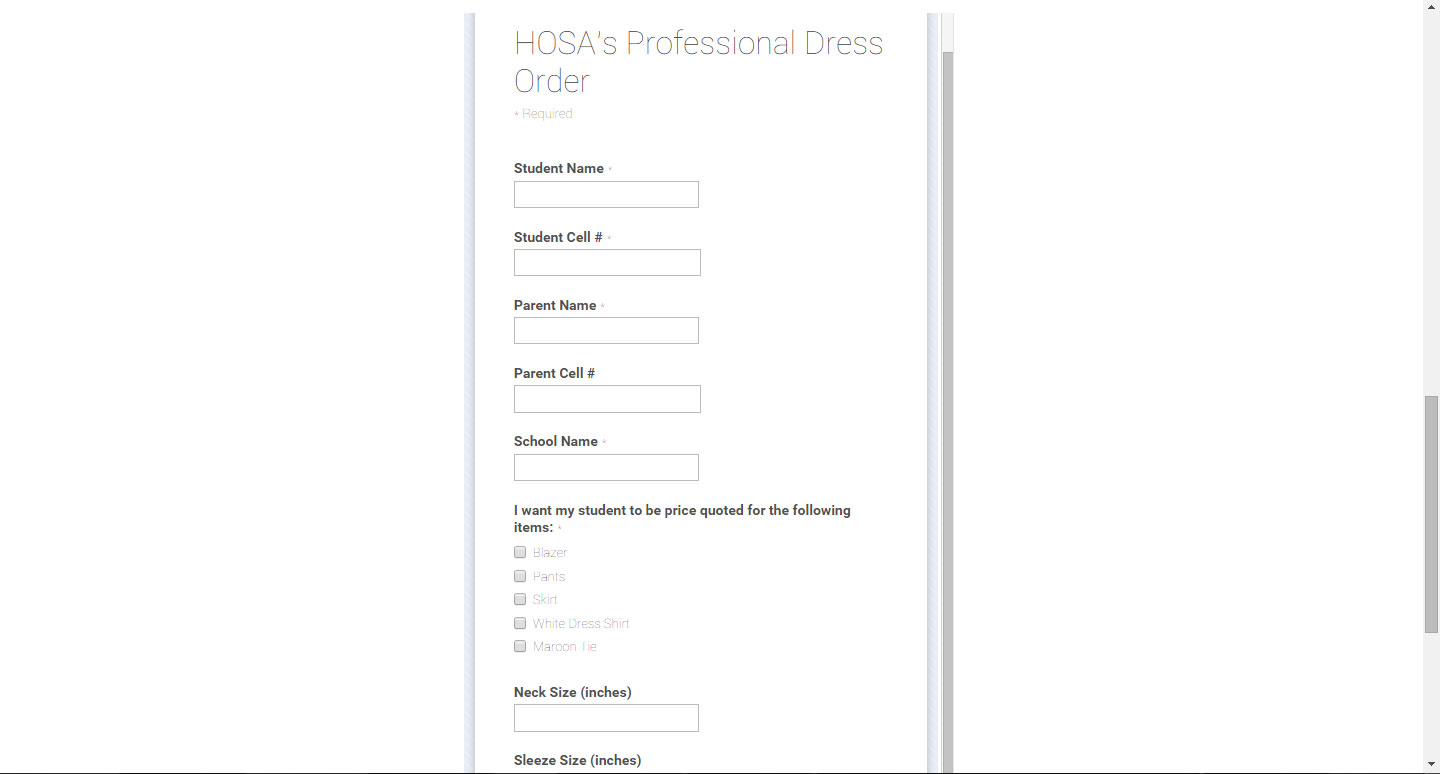 HOSA's Professional Dress
Order
* Required
Student Name *
Student Cell # *
Parent Name *
Parent Cell #
School Name *
I want my student to be price quoted for the following
items: *
Blazer
Pants
Skirt
White Dress Shirt
Maroon Tie
Neck Size (inches)
Sleeze Size (inches)